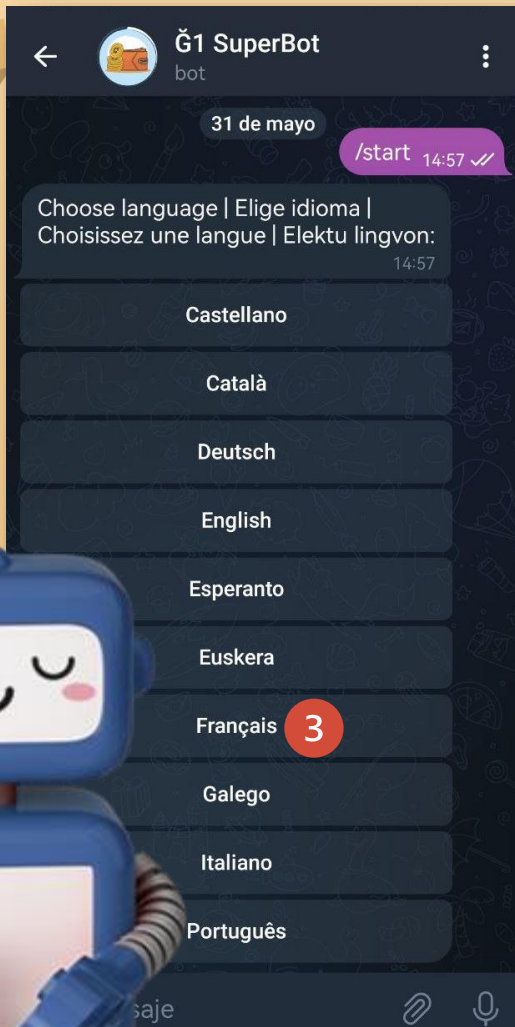 Ğ1 SuperBot
bot
31 de mayo
/start 14:57
Choose language | Elige idioma |
Choisissez une langue | Elektu lingvon:
14:57
Castellano
Català
Deutsch
English
Esperanto
Euskera
Français 3
Galego
Italiano
Português
saje